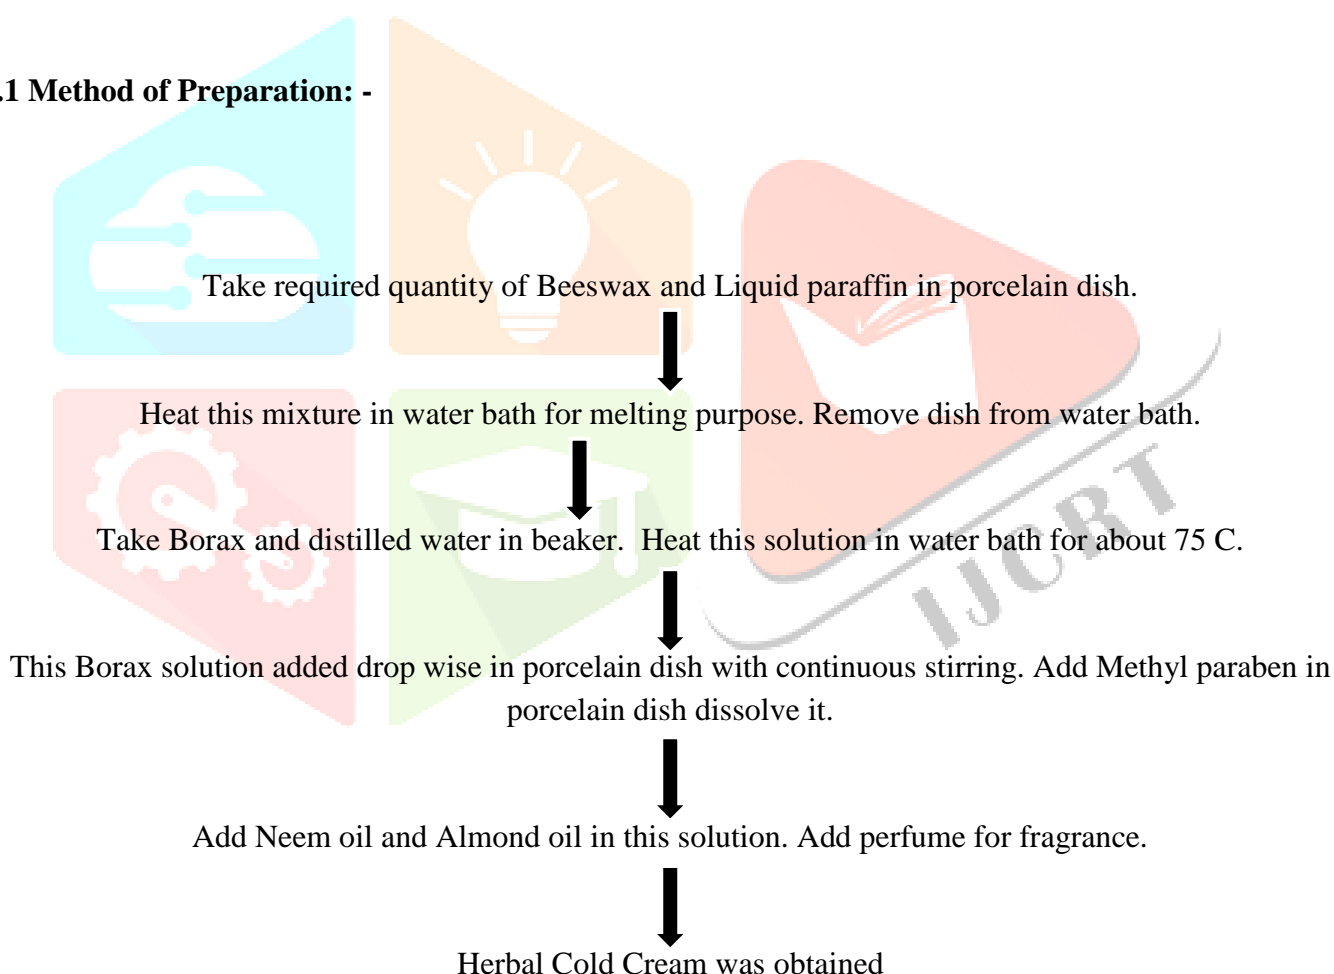 .1 Method of Preparation: -
Take required quantity of Beeswax and Liquid paraffin in porcelain dish.
Heat this mixture in water bath for melting purpose. Remove dish from water bath.
Take Borax and distilled water in beaker.  Heat this solution in water bath for about 75 C.
IJCRT
This Borax solution added drop wise in porcelain dish with continuous stirring. Add Methyl paraben in
porcelain dish dissolve it.
Add Neem oil and Almond oil in this solution. Add perfume for fragrance.
Herbal Cold Cream was obtained